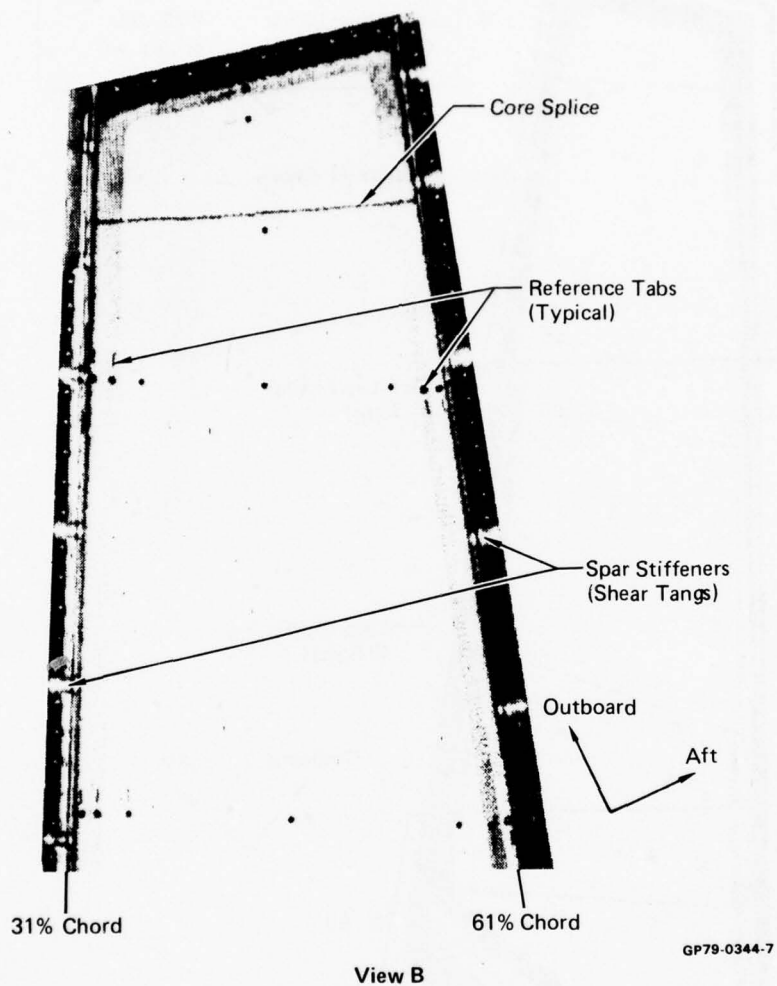 Core Splice
Reference Tabs
(Typical)
Spar Stiffeners
(Shear Tangs)
Outboard
Aft
31% Chord
61% Chord
GP79-0344-7
View B